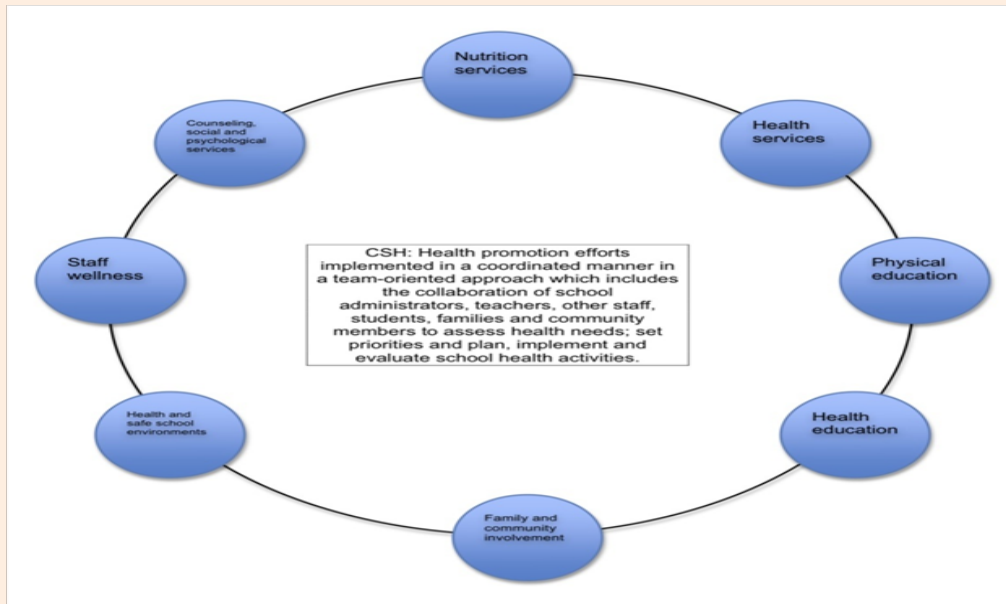 Nutrition
services
Health
services
Physical
education
Health
education
Family and
community
involvement
Health and
safe school
environments
Staff
wellness
Counseling,
social and
psychological
services
CSH: Health promotion efforts
implemented in a coordinated manner in
a team-oriented approach which includes
the collaboration of school
administrators, teachers, other staff,
students, families and community
members to assess health needs; set
priorities and plan, implement and
evaluate school health activities.